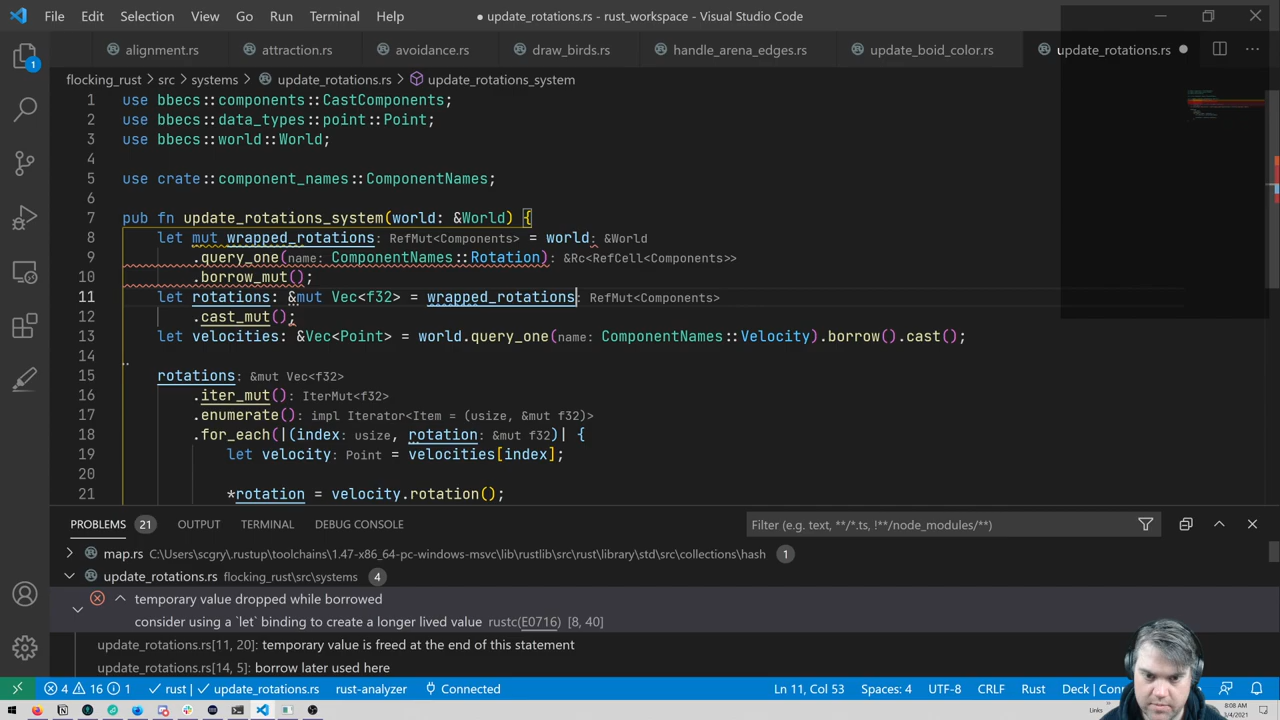 File Edit Selection View Go Run Terminal Help
● update_rotations.rs - rust_workspace - Visual Studio Code
alignment.rs attraction.rs avoidance.rs draw_birds.rs handle_arena_edges.rs update_boid_color.rs update_rotations.rs ●
flocking_rust > src > systems > update_rotations.rs > update_rotations_system
1 use bbecs::components::CastComponents;
2 use bbecs::data_types::point::Point;
3 use bbecs::world::World;
4
5 use crate::component_names::ComponentNames;
6
7 pub fn update_rotations_system(world: &World) {
8 let mut wrapped_rotations: RefMut<Components> = world: &World
9 .query_one(name: ComponentNames::Rotation): &Rc<RefCell<Components>>
10 .borrow_mut();
11 let rotations: &mut Vec<f32> = wrapped_rotations: RefMut<Components>
12 .cast_mut();
13 let velocities: &Vec<Point> = world.query_one(name: ComponentNames::Velocity).borrow().cast();
14
15 rotations: &mut Vec<f32>
16 .iter_mut(): IterMut<f32>
17 .enumerate(): impl Iterator<Item = (usize, &mut f32)>
18 .for_each(|(index: usize, rotation: &mut f32)| {
19 let velocity: Point = velocities[index];
20
21 *rotation = velocity.rotation();
PROBLEMS 21 OUTPUT TERMINAL DEBUG CONSOLE
Filter (e.g. text, **/*.ts, !**/node_modules/**)
map.rs C:\Users\scgry\.rustup\toolchains\1.47-x86_64-pc-windows-msvc\lib\rustlib\src\rust\library\std\src\collections\hash 1
update_rotations.rs flocking_rust\src\systems 4
temporary value dropped while borrowed
consider using a `let` binding to create a longer lived value rustc(E0716) [8, 40]
update_rotations.rs[11, 20]: temporary value is freed at the end of this statement
update_rotations.rs[14, 5]: borrow later used here
4 16 1 rust | update_rotations.rs rust-analyzer Connected Ln 11, Col 53 Spaces: 4 UTF-8 CRLF Rust Deck | Con
Links 8:08 AM
/4/2021